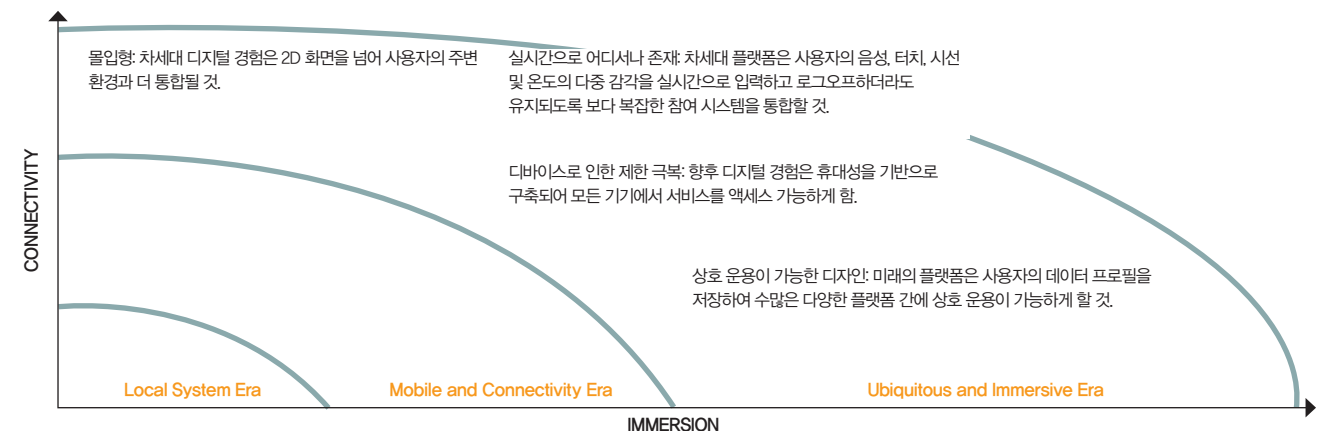 몰입형: 차세대 디지털 경험은 2D 화면을 넘어 사용자의 주변
환경과 더 통합될 것.
실시간으로 어디서나 존재: 차세대 플랫폼은 사용자의 음성, 터치, 시선
및 온도의 다중 감각을 실시간으로 입력하고 로그오프하더라도
유지되도록 보다 복잡한 참여 시스템을 통합할 것.
디바이스로 인한 제한 극복: 향후 디지털 경험은 휴대성을 기반으로
구축되어 모든 기기에서 서비스를 액세스 가능하게 함.
상호 운용이 가능한 디자인: 미래의 플랫폼은 사용자의 데이터 프로필을
저장하여 수많은 다양한 플랫폼 간에 상호 운용이 가능하게 할 것.
CONNECTIVITY
Local System Era
Mobile and Connectivity Era
Ubiquitous and Immersive Era
IMMERSION